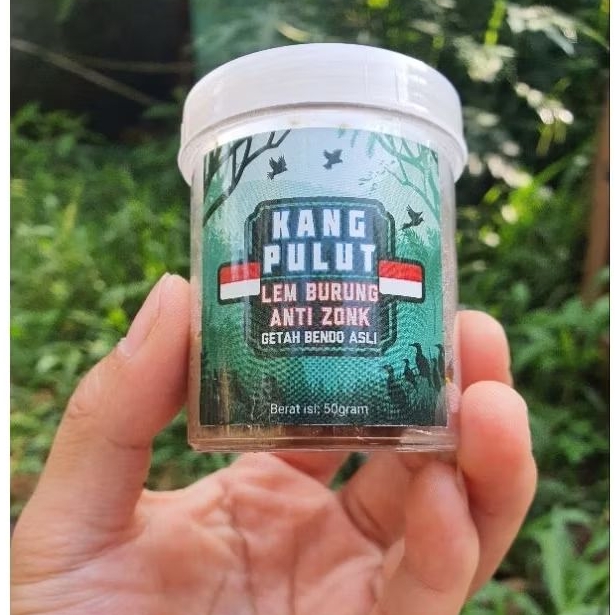 KANG
PULUT
LEM BURUNG
ANTI ZONK
GETAH BENDO ASLI
Berat isi: 50gram